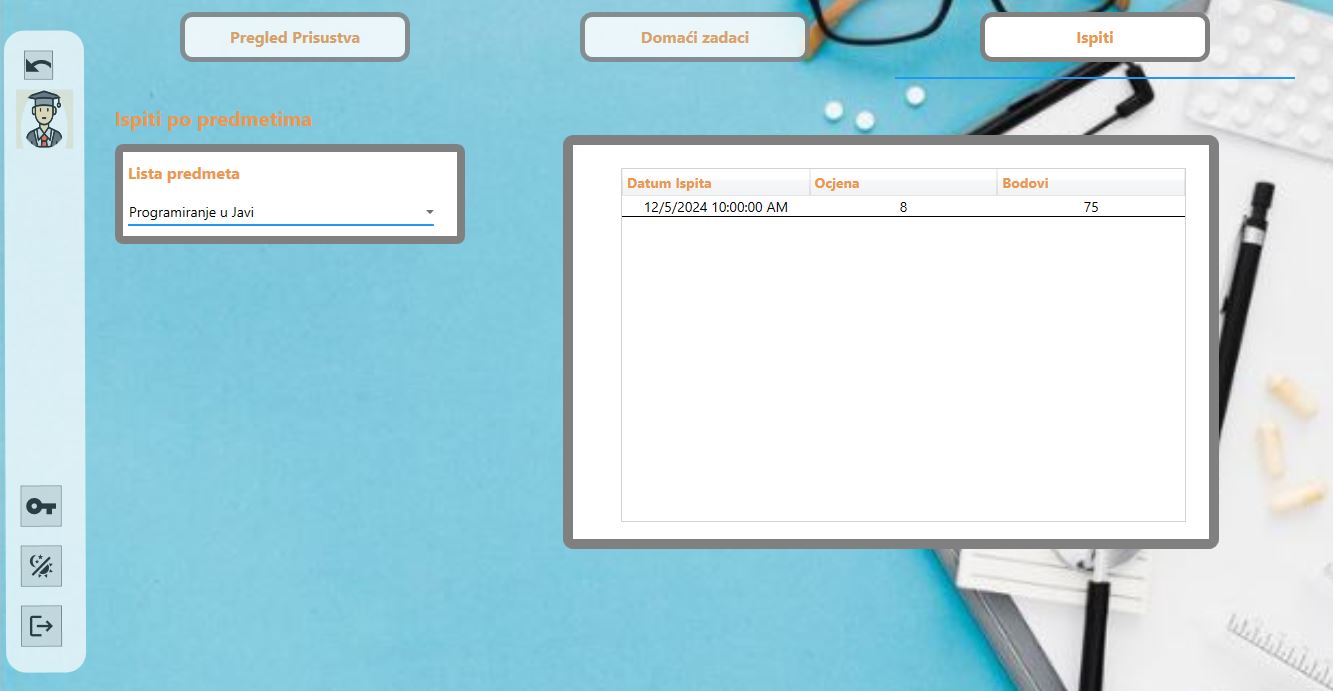 Pregled Prisustva
Domaći zadaci
Ispiti
Ispiti po predmetima
Lista predmeta
Programiranje u Javi
Datum Ispita Ocjena Bodovi
12/5/2024 10:00:00 AM 8 75